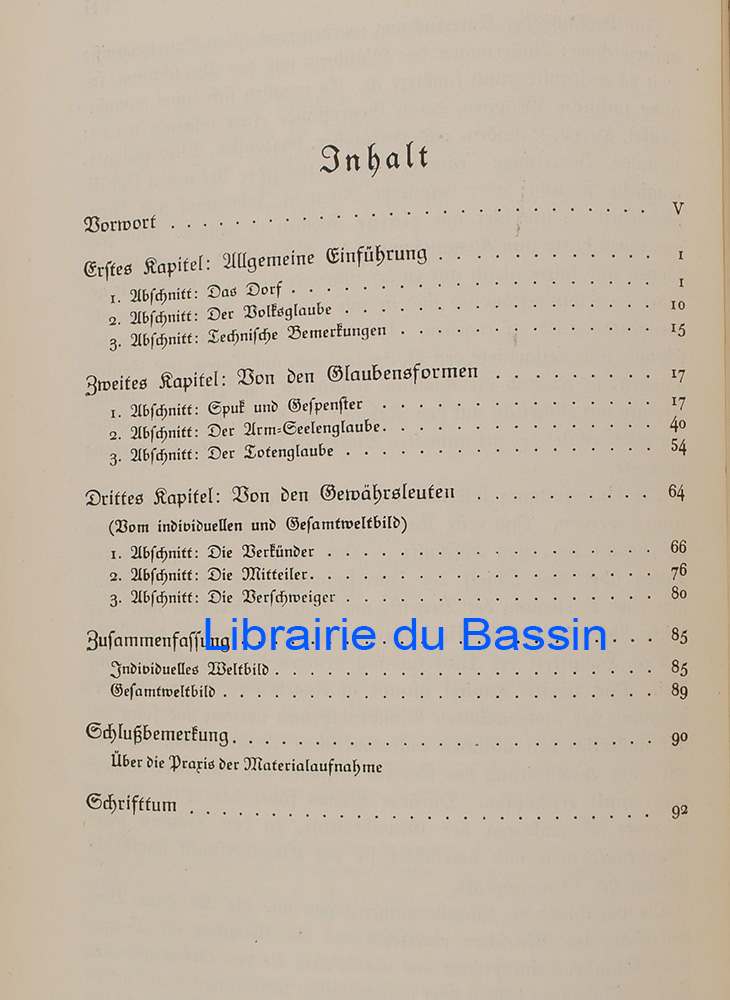 Inhalt
Vorwort . . . . . . . . . . . . . . . . . . . . . . . . . . . . . V
Erstes Kapitel: Allgemeine Einführung . . . . . . . . . . . . 1
1. Abschnitt: Das Dorf . . . . . . . . . . . . . . . . . . . . . 1
2. Abschnitt: Der Volksglaube . . . . . . . . . . . . . . . . . 10
3. Abschnitt: Technische Bemerkungen . . . . . . . . . . . . . 15
Zweites Kapitel: Von den Glaubensformen . . . . . . . . . 17
1. Abschnitt: Spuk und Gespenster . . . . . . . . . . . . . . 17
2. Abschnitt: Der Arm-Seelenglaube . . . . . . . . . . . . . . 40
3. Abschnitt: Der Totenglaube . . . . . . . . . . . . . . . . . 54
Drittes Kapitel: Von den Gewährsleuten . . . . . . . . . . 64
(Vom individuellen und Gesamtweltbild)
1. Abschnitt: Die Verkünder . . . . . . . . . . . . . . . . . . 66
2. Abschnitt: Die Mitteiler . . . . . . . . . . . . . . . . . . . 76
3. Abschnitt: Die Verschweiger . . . . . . . . . . . . . . . . . 80
Zusammenfassung . . . . . . . . . . . . . . . . . . . . . . 85
Librairie du Bassin
Individuelles Weltbild . . . . . . . . . . . . . . . . . . . . . 85
Gesamtweltbild . . . . . . . . . . . . . . . . . . . . . . . . 89
Schlußbemerkung . . . . . . . . . . . . . . . . . . . . . . 90
Über die Praxis der Materialaufnahme
Schrifttum . . . . . . . . . . . . . . . . . . . . . . . . . . . 92